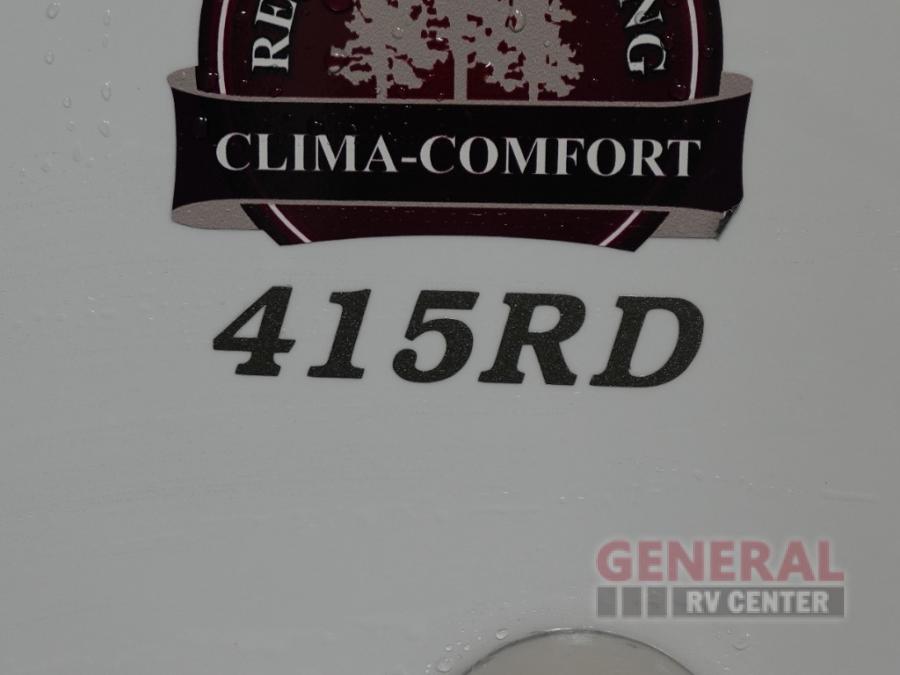 CLIMA-COMFORT
415RD
GENERAL
RV CENTER